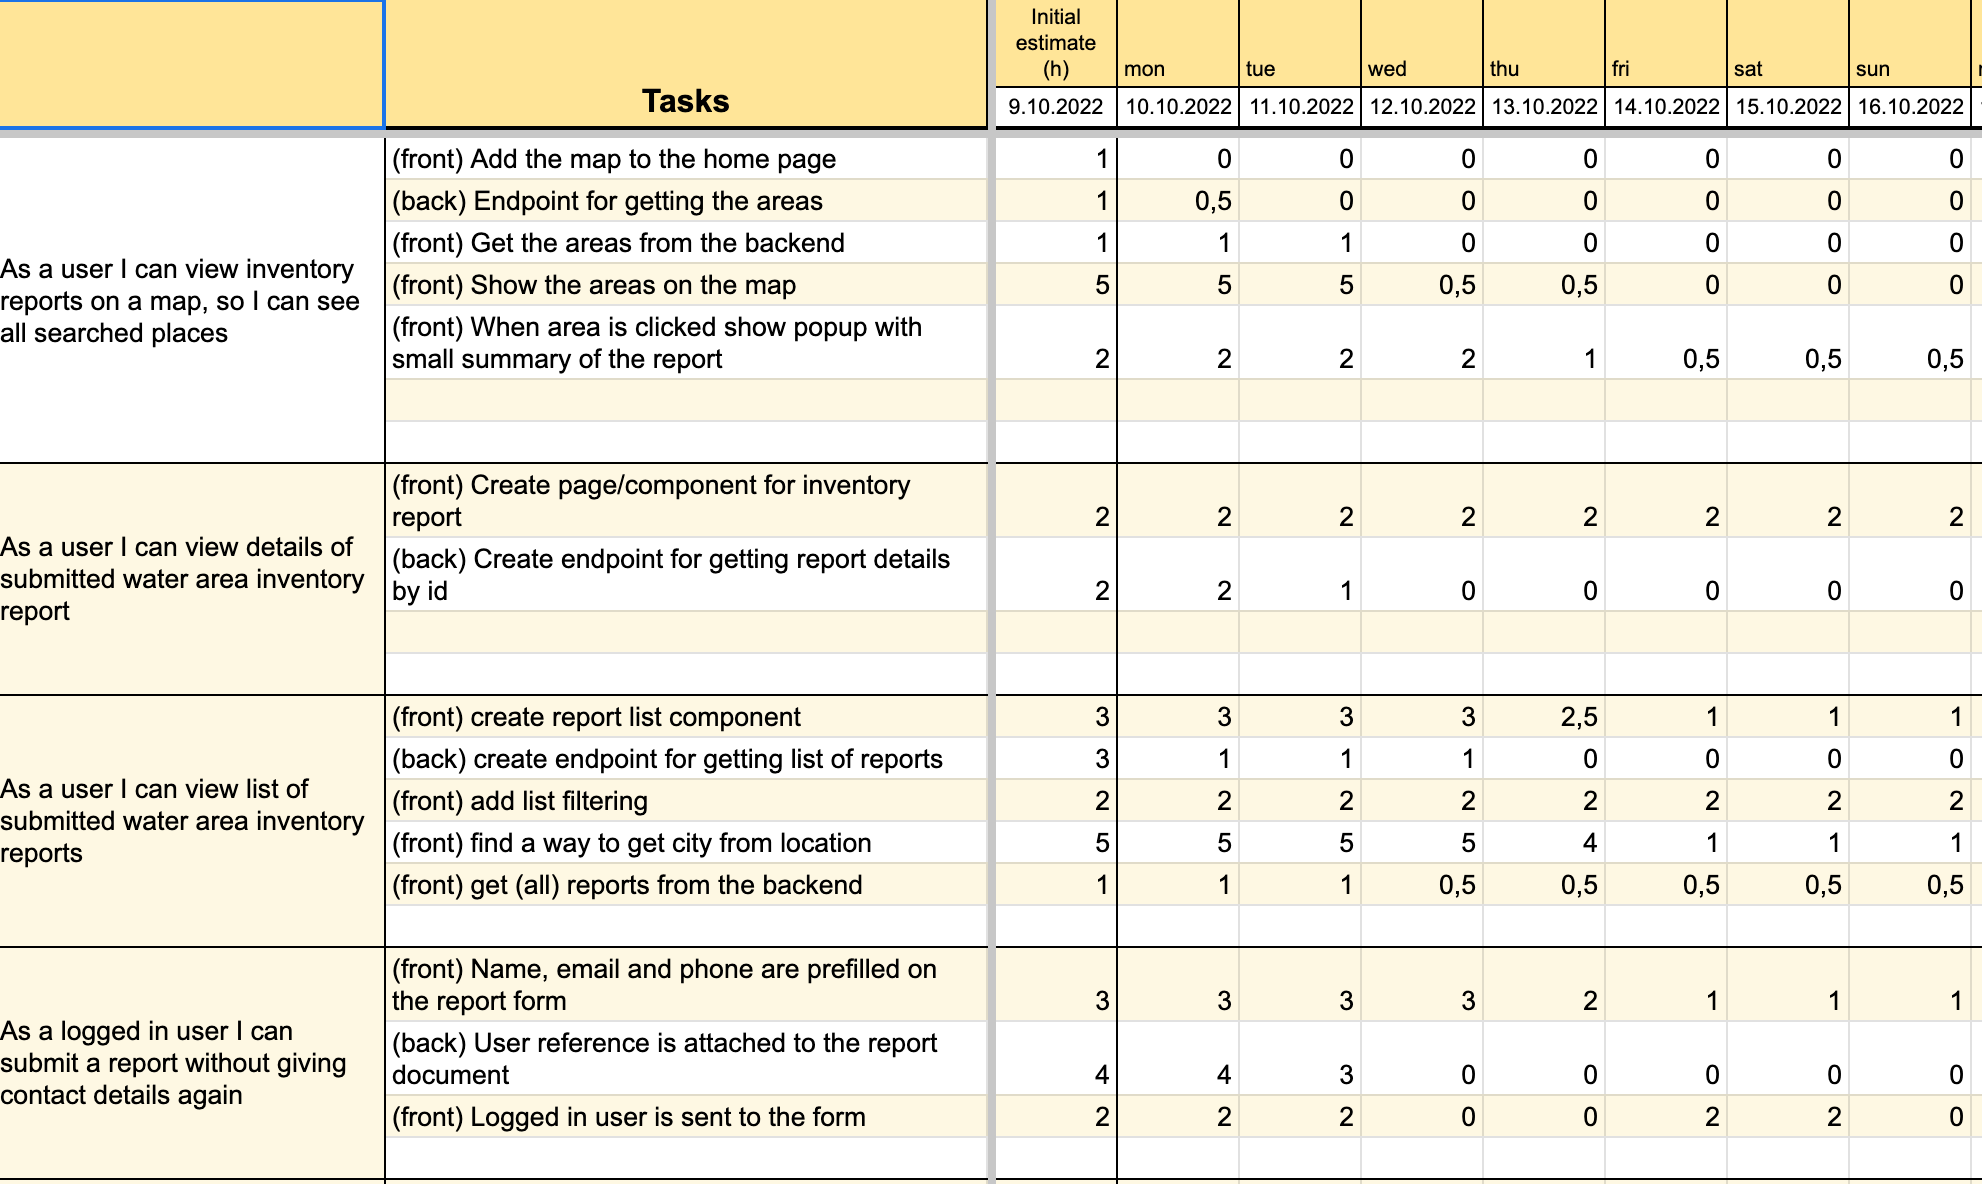 Tasks
Initial
estimate
(h)
mon
tue
wed
thu
fri
sat
sun
9.10.2022 10.10.2022 11.10.2022 12.10.2022 13.10.2022 14.10.2022 15.10.2022 16.10.2022
As a user I can view inventory
reports on a map, so I can see
all searched places
(front) Add the map to the home page 1 0 0 0 0 0 0 0
(back) Endpoint for getting the areas 1 0,5 0 0 0 0 0 0
(front) Get the areas from the backend 1 1 1 0 0 0 0 0
(front) Show the areas on the map 5 5 5 0,5 0,5 0 0 0
(front) When area is clicked show popup with
small summary of the report 2 2 2 2 1 0,5 0,5 0,5
As a user I can view details of
submitted water area inventory
report
(front) Create page/component for inventory
report 2 2 2 2 2 2 2 2
(back) Create endpoint for getting report details
by id 2 2 1 0 0 0 0 0
As a user I can view list of
submitted water area inventory
reports
(front) create report list component 3 3 3 3 2,5 1 1 1
(back) create endpoint for getting list of reports 3 1 1 1 0 0 0 0
(front) add list filtering 2 2 2 2 2 2 2 2
(front) find a way to get city from location 5 5 5 5 4 1 1 1
(front) get (all) reports from the backend 1 1 1 0,5 0,5 0,5 0,5 0,5
As a logged in user I can
submit a report without giving
contact details again
(front) Name, email and phone are prefilled on
the report form 3 3 3 3 2 1 1 1
(back) User reference is attached to the report
document 4 4 3 0 0 0 0 0
(front) Logged in user is sent to the form 2 2 2 0 0 2 2 0